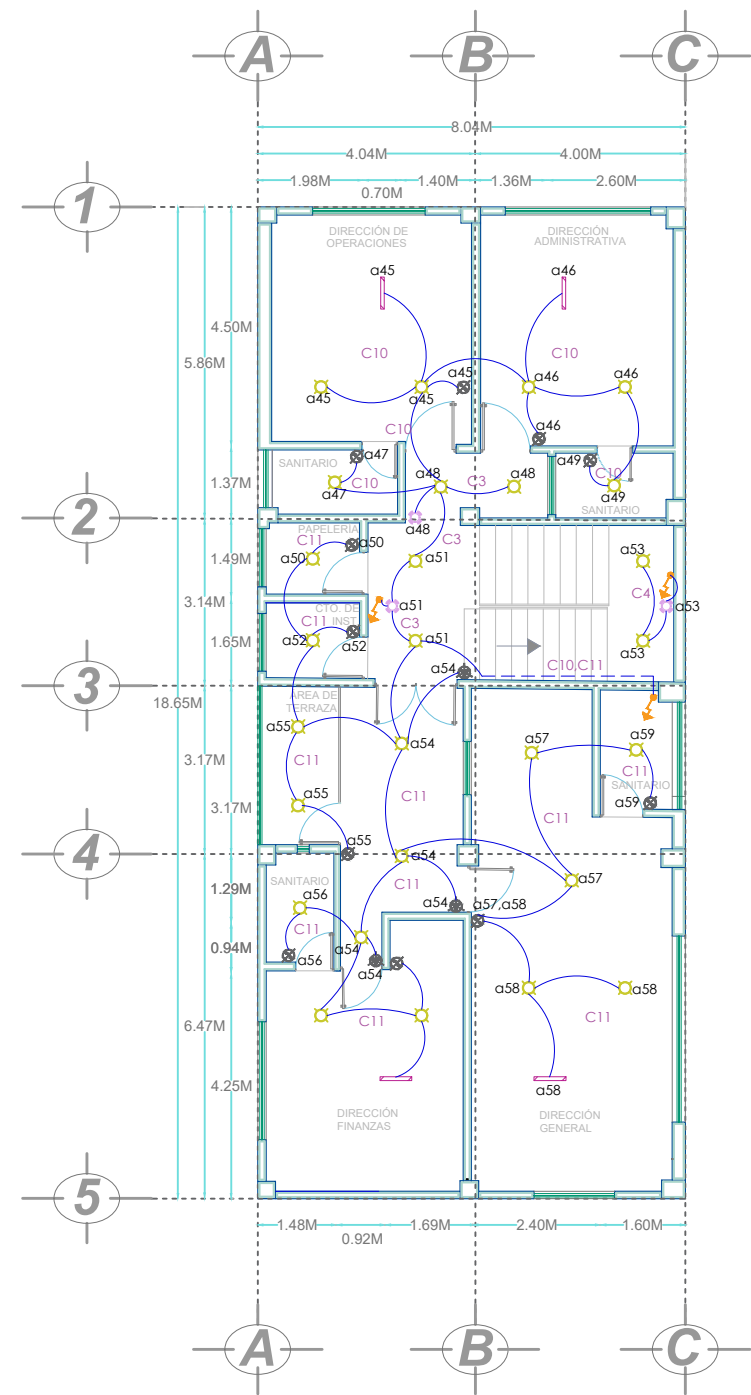 A
B
C
8.04M
4.04M
4.00M
1.98M
1.40M
1.36M
2.60M
0.70M
1
DIRECCIÓN DE
OPERACIONES
DIRECCIÓN
ADMINISTRATIVA
a45
a46
4.50M
C10
C10
5.86M
a45
a46
a46
a45
a45
C10
a46
a47
a49
C10
SANITARIO
1.37M
C10
a48
C3
a48
a47
a49
SANITARIO
2
a48
PAPELERIA
C11
a50
C3
1.49M
a50
a51
a53
C4
3.14M
a51
a53
CTO. DE
INST.
C11
C3
1.65M
a52
a52
a51
a53
a54
C10,C11
3
18.65M
ÁREA DE
TERRAZA
a55
a54
a57
a59
3.17M
C11
C11
C11
SANITARIO
3.17M
a55
a59
C11
a55
4
a54
C11
a57
SANITARIO
1.29M
a56
a54
a57,a58
C11
0.94M
a54
a56
a54
a58
a58
6.47M
C11
C11
4.25M
a58
DIRECCIÓN
FINANZAS
DIRECCIÓN
GENERAL
5
1.48M
1.69M
2.40M
1.60M
0.92M
A
B
C